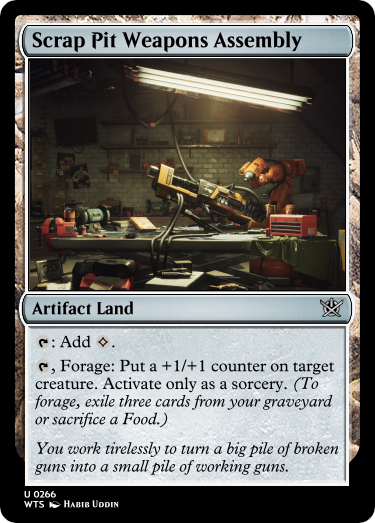 Scrap Pit Weapons Assembly
Artifact Land
: Add .
, Forage: Put a +1/+1 counter on target
creature. Activate only as a sorcery. (To
forage, exile three cards from your graveyard
or sacrifice a Food.)
You work tirelessly to turn a big pile of broken
guns into a small pile of working guns.
U 0266
WTS Habib Uddin